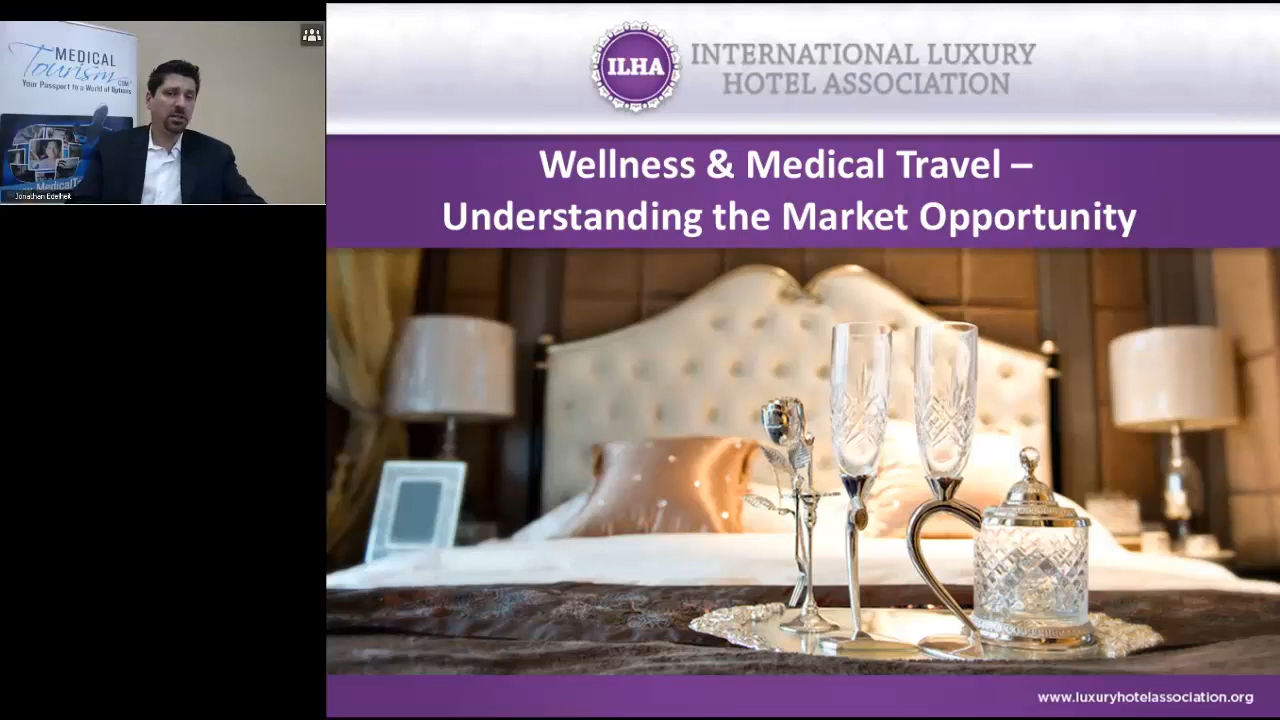 MEDICAL
Tourism
.COM
Your Passport to a World of Options
Jonathan Edelheit
ILHA
INTERNATIONAL LUXURY
HOTEL ASSOCIATION
Wellness & Medical Travel –
Understanding the Market Opportunity
www.luxuryhotelassociation.org